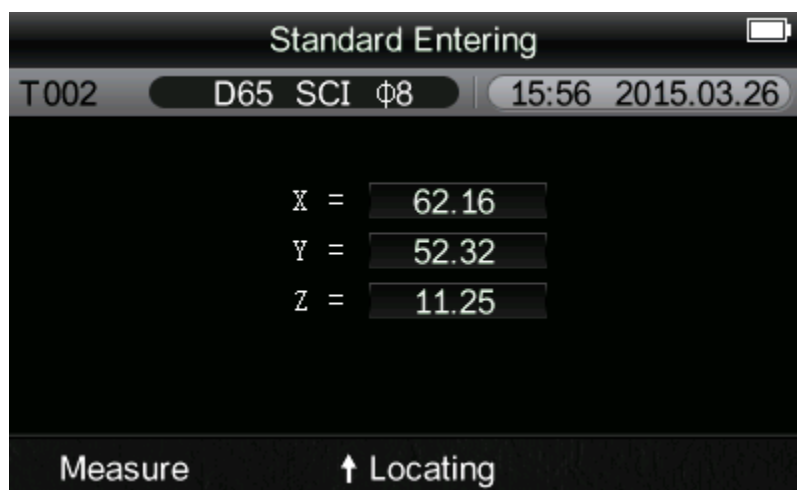 Standard Entering
T002 D65 SCI Φ8 15:56 2015.03.26
X = 62.16
Y = 52.32
Z = 11.25
Measure ↑ Locating